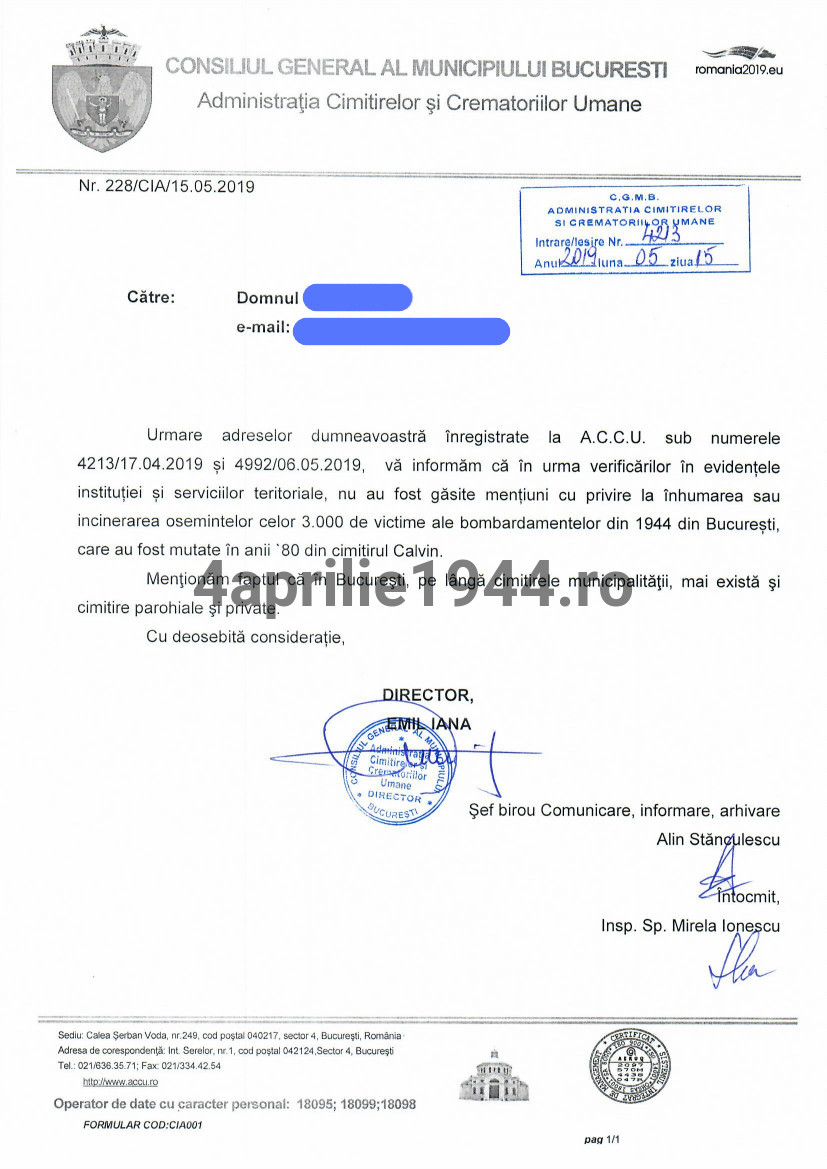 CONSILIUL GENERAL AL MUNICIPIULUI BUCURESTI
romania2019.eu
Administraţia Cimitirelor şi Crematoriilor Umane
Nr. 228/CIA/15.05.2019
C.G.M.B.
ADMINISTRATIA CIMITIRELOR
SI CREMATORIILOR UMANE
Intrare/Iesire Nr. 4213
Anul 2019 luna 05 ziua 15
Către: Domnul
e-mail:
Urmare adreselor dumneavoastră înregistrate la A.C.C.U. sub numerele
4213/17.04.2019 și 4992/06.05.2019, vă informăm că în urma verificărilor în evidențele
instituției și serviciilor teritoriale, nu au fost găsite mențiuni cu privire la înhumarea sau
incinerarea osemintelor celor 3.000 de victime ale bombardamentelor din 1944 din București,
care au fost mutate în anii `80 din cimitirul Calvin.
Menţionăm faptul că în Bucureşti, pe lângă cimitirele municipalităţii, mai există şi
4aprilie1944.ro
cimitire parohiale şi private.
Cu deosebită considerație,
DIRECTOR,
EMIL IANA
CONSILIUL GENERAL AL MUNICIPIULUI
Administrația
Cimitirelor și
Crematoriilor
Umane
* DIRECTOR *
BUCUREȘTI
Şef birou Comunicare, informare, arhivare
Alin Stănculescu
Întocmit,
Insp. Sp. Mirela Ionescu
Sediu: Calea Şerban Voda, nr.249, cod poştal 040217, sector 4, Bucureşti, România
Adresa de corespondenţă: Int. Serelor, nr.1, cod poştal 042124,Sector 4, Bucureşti
Tel.: 021/636.35.71; Fax: 021/334.42.54
http://www.accu.ro
Operator de date cu caracter personal: 18095; 18099;18098
FORMULAR COD:CIA001
CERTIFICAT
AEROQ
pag 1/1